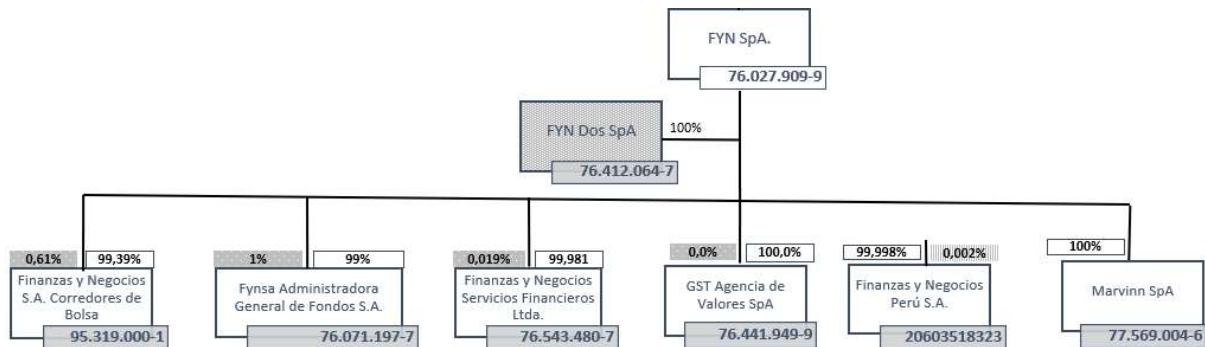 FYN SpA.
76.027.909-9
FYN Dos SpA
100%
76.412.064-7
0,61% 99,39%
Finanzas y Negocios
S.A. Corredores de
Bolsa
95.319.000-1
1% 99%
Fynsa Administradora
General de Fondos S.A.
76.071.197-7
0,019% 99,981
Finanzas y Negocios
Servicios Financieros
Ltda.
76.543.480-7
0,0% 100,0%
GST Agencia de
Valores SpA
76.441.949-9
99,998% 0,002%
Finanzas y Negocios
Perú S.A.
20603518323
100%
Marvinn SpA
77.569.004-6